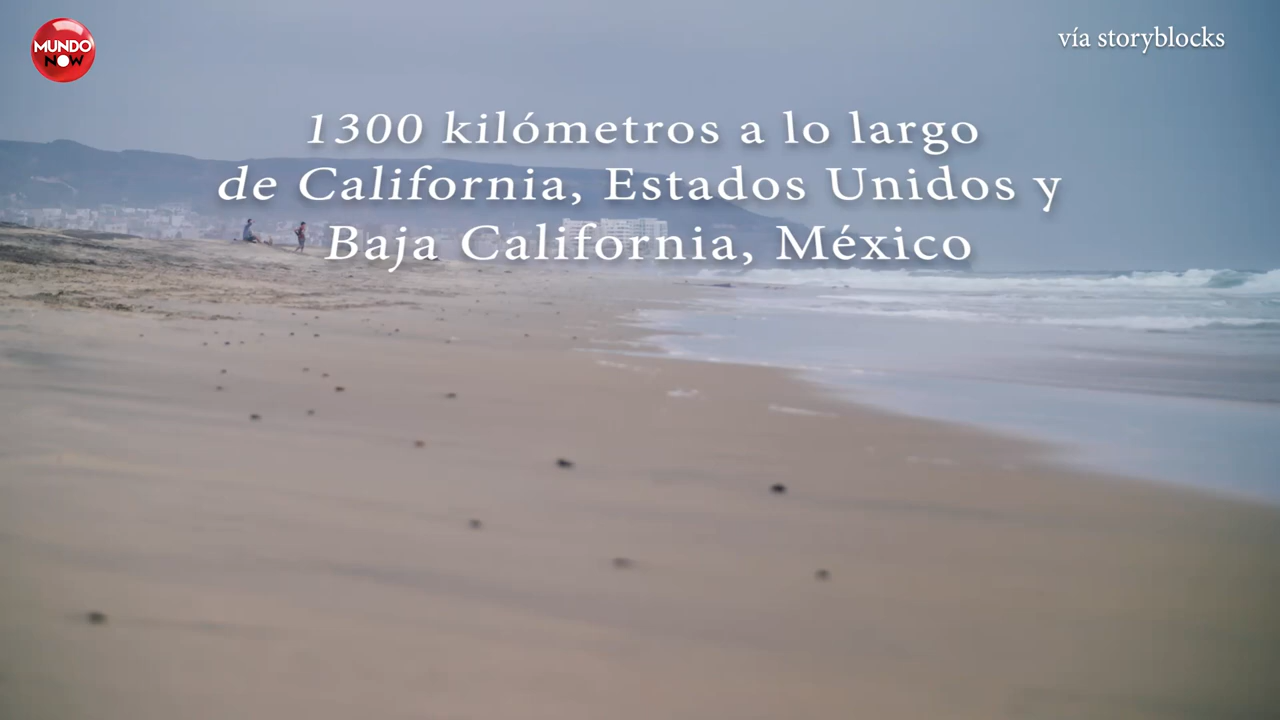 MUNDO
NOW
vía storyblocks
1300 kilómetros a lo largo
de California, Estados Unidos y
Baja California, México